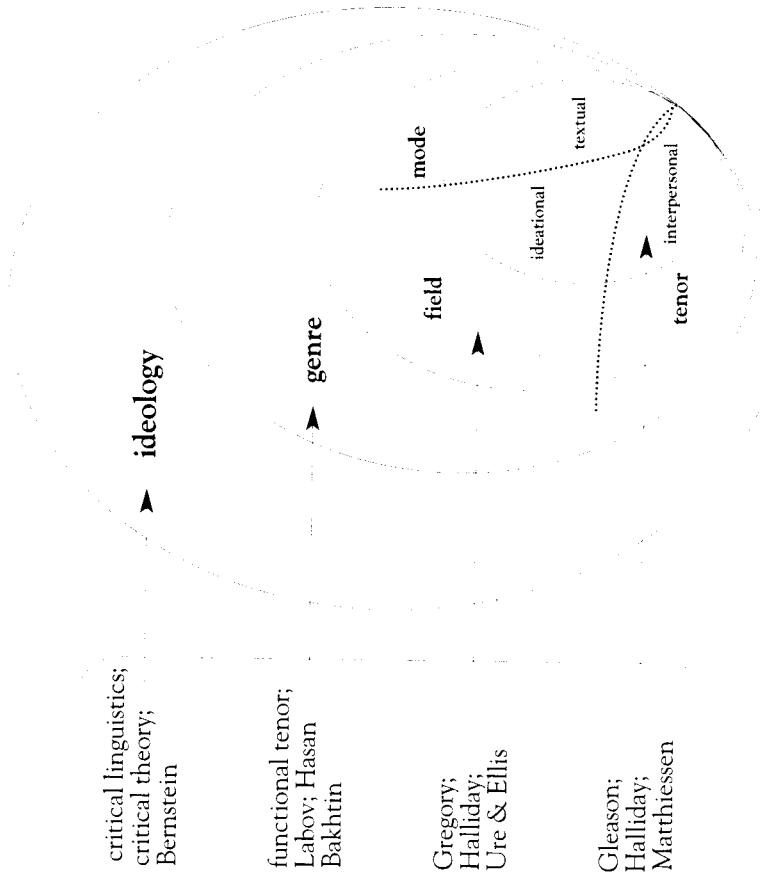 critical linguistics;
critical theory;
Bernstein
ideology
functional tenor;
Labov; Hasan
Bakhtin
genre
Gregory;
Halliday;
Ure & Ellis
field
mode
Gleason;
Halliday;
Matthiessen
ideational
textual
interpersonal
tenor